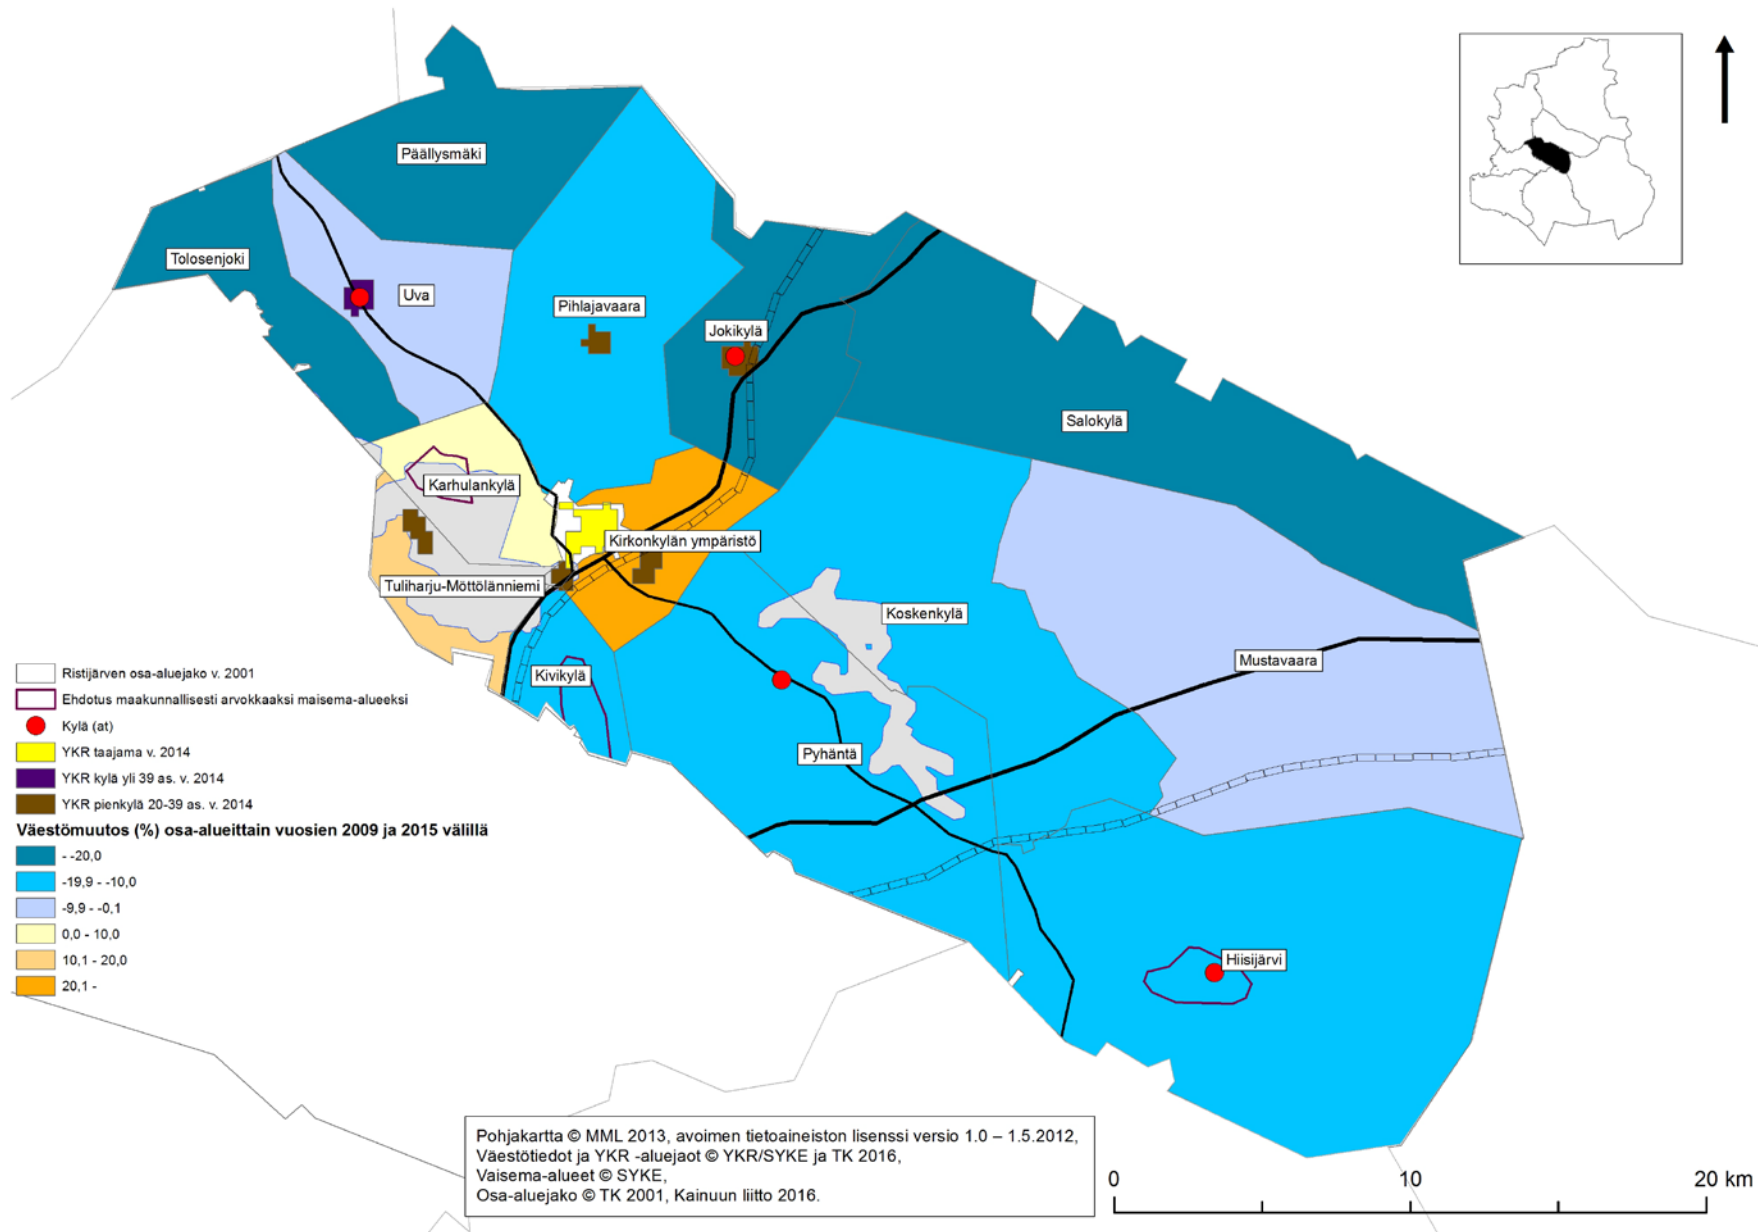 Päällysmäki
Tolosenjoki
Uva
Pihlajavaara
Jokikylä
Salokylä
Karhulankylä
Kirkonkylän ympäristö
Tuliharju-Möttölänniemi
Koskenkylä
Kivikylä
Mustavaara
Pyhäntä
Hiisijärvi
Ristijärven osa-aluejako v. 2001
Ehdotus maakunnallisesti arvokkaaksi maisema-alueeksi
Kylä (at)
YKR taajama v. 2014
YKR kylä yli 39 as. v. 2014
YKR pienkylä 20-39 as. v. 2014
Väestömuutos (%) osa-alueittain vuosien 2009 ja 2015 välillä
- -20,0
-19,9 - -10,0
-9,9 - -0,1
0,0 - 10,0
10,1 - 20,0
20,1 -
Pohjakartta © MML 2013, avoimen tietoaineiston lisenssi versio 1.0 – 1.5.2012,
Väestötiedot ja YKR -aluejaot © YKR/SYKE ja TK 2016,
Vaisema-alueet © SYKE,
Osa-aluejako © TK 2001, Kainuun liitto 2016.
0 10 20 km